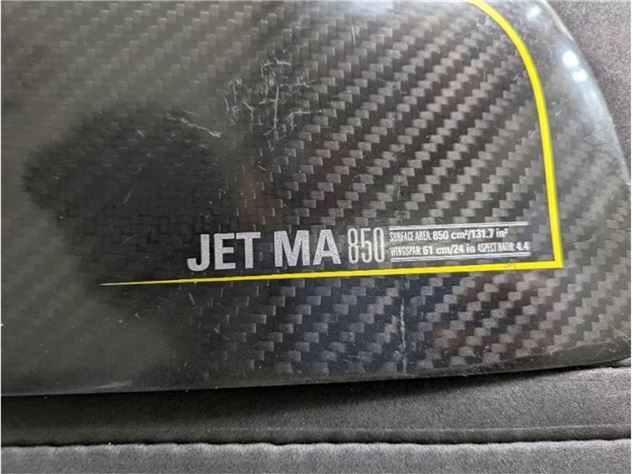 JET MA 850
SURFACE AREA: 850 cm²/131.7 in²
WINGSPAN: 61 cm/24 in ASPECT RATIO: 4.4